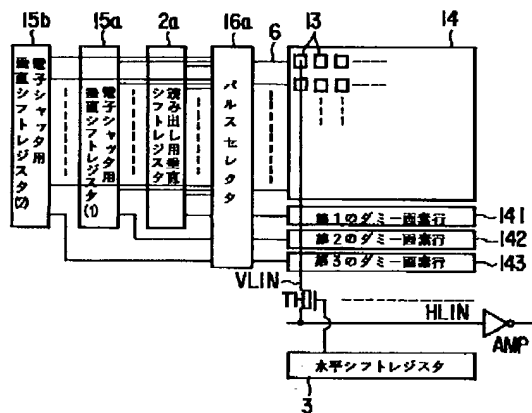 15b
15a
2a
16a
6
13
14
電子シャッタ用
垂直シフトレジスタ(2)
電子シャッタ用
垂直シフトレジスタ(1)
読み出し用垂直
シフトレジスタ
パルスセレクタ
第1のダミー画素行
141
第2のダミー画素行
142
第3のダミー画素行
143
VLIN
TH
HLIN
AMP
水平シフトレジスタ
3